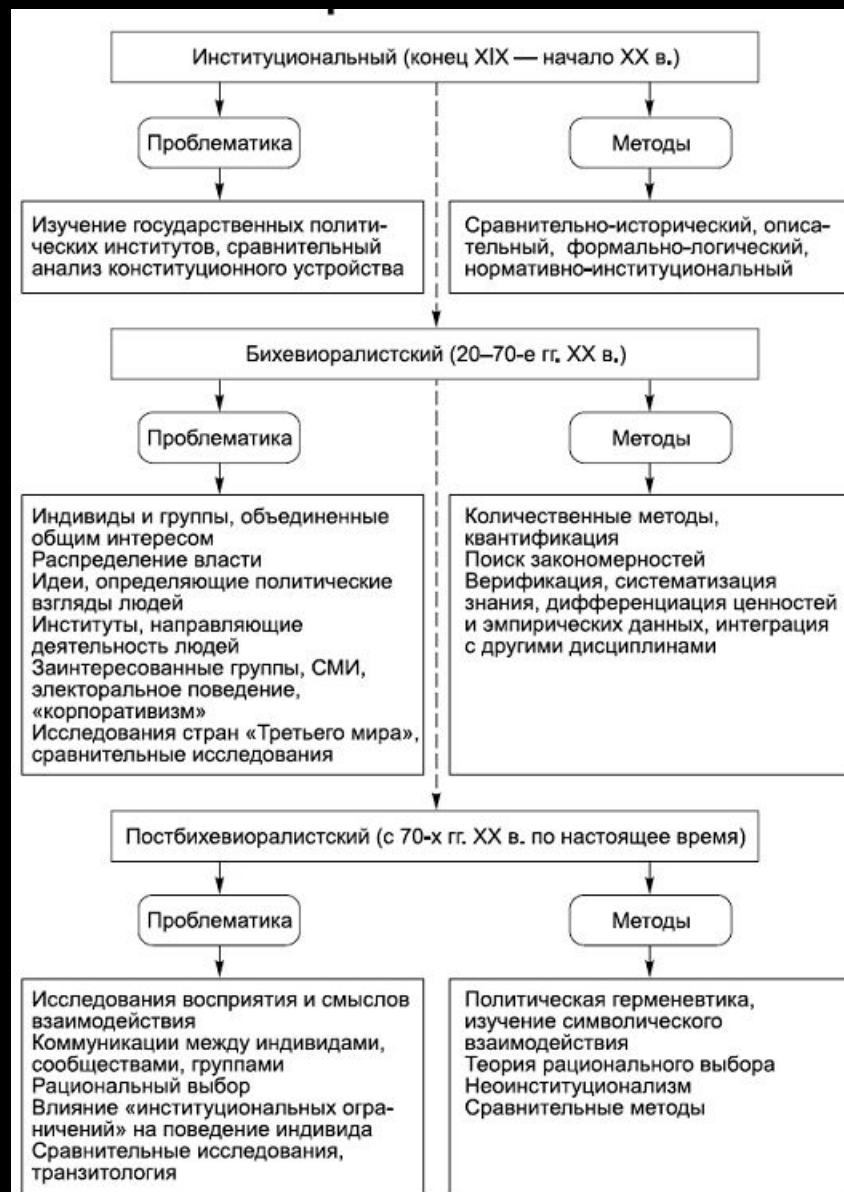 Институциональный (конец XIX — начало XX в.)
Проблематика
Методы
Изучение государственных полити-
ческих институтов, сравнительный
анализ конституционного устройства
Сравнительно-исторический, описа-
тельный, формально-логический,
нормативно-институциональный
Бихевиоралистский (20–70-е гг. XX в.)
Проблематика
Методы
Индивиды и группы, объединенные
общим интересом
Распределение власти
Идеи, определяющие политические
взгляды людей
Институты, направляющие
деятельность людей
Заинтересованные группы, СМИ,
электоральное поведение,
«корпоративизм»
Исследования стран «Третьего мира»,
сравнительные исследования
Количественные методы,
квантификация
Поиск закономерностей
Верификация, систематизация
знания, дифференциация ценностей
и эмпирических данных, интеграция
с другими дисциплинами
Постбихевиоралистский (с 70-х гг. XX в. по настоящее время)
Проблематика
Методы
Исследования восприятия и смыслов
взаимодействия
Коммуникации между индивидами,
сообществами, группами
Рациональный выбор
Влияние «институциональных огра-
ничений» на поведение индивида
Сравнительные исследования,
транзитология
Политическая герменевтика,
изучение символического
взаимодействия
Теория рационального выбора
Неоинституционализм
Сравнительные методы